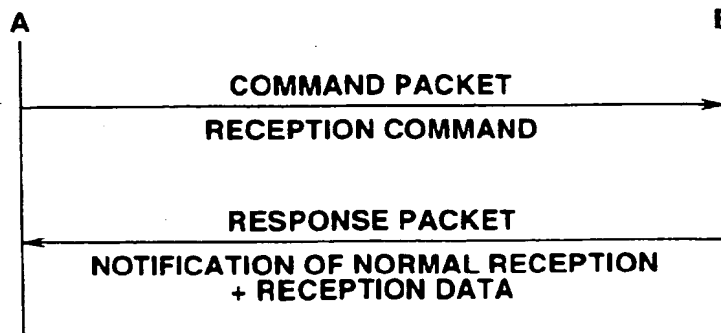 A
COMMAND PACKET
RECEPTION COMMAND
RESPONSE PACKET
NOTIFICATION OF NORMAL RECEPTION
+ RECEPTION DATA